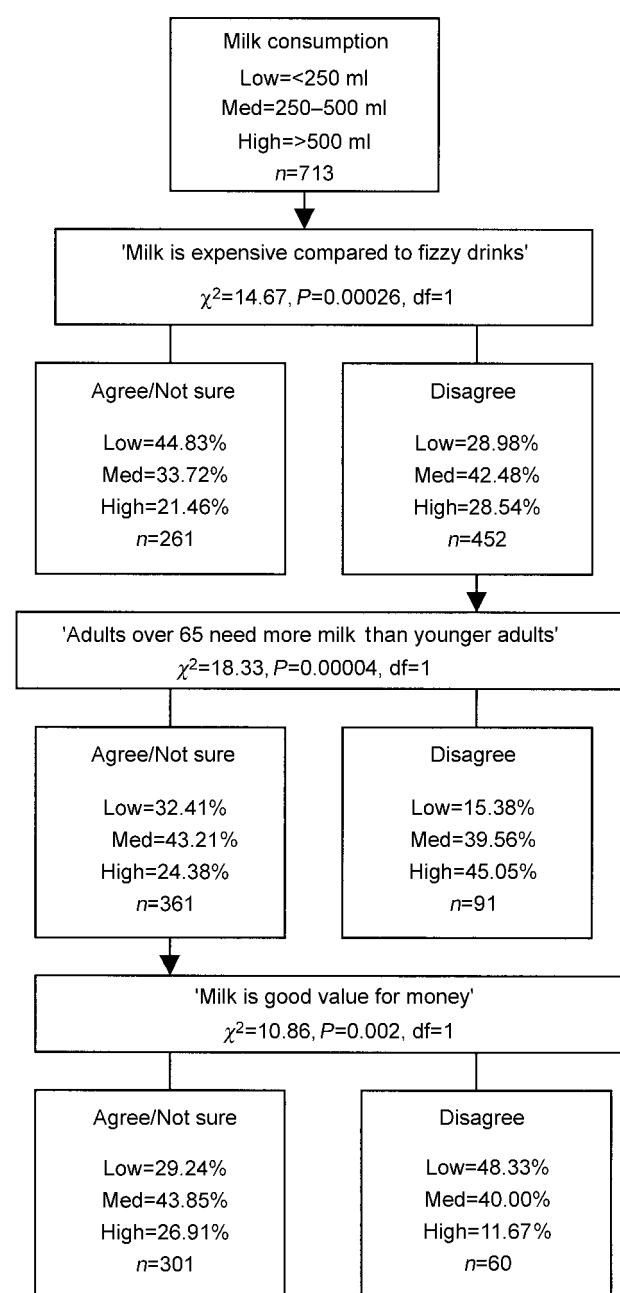 Milk consumption
Low=<250 ml
Med=250–500 ml
High=>500 ml
n=713
'Milk is expensive compared to fizzy drinks'
χ²=14.67, P=0.00026, df=1
Agree/Not sure
Low=44.83%
Med=33.72%
High=21.46%
n=261
Disagree
Low=28.98%
Med=42.48%
High=28.54%
n=452
'Adults over 65 need more milk than younger adults'
χ²=18.33, P=0.00004, df=1
Agree/Not sure
Low=32.41%
Med=43.21%
High=24.38%
n=361
Disagree
Low=15.38%
Med=39.56%
High=45.05%
n=91
'Milk is good value for money'
χ²=10.86, P=0.002, df=1
Agree/Not sure
Low=29.24%
Med=43.85%
High=26.91%
n=301
Disagree
Low=48.33%
Med=40.00%
High=11.67%
n=60